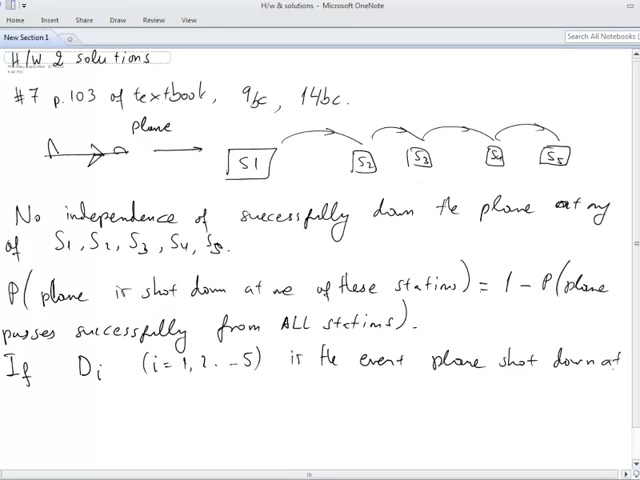 H/w & solutions - Microsoft OneNote
File Home Insert Share Draw Review View
New Section 1 Search All Notebooks (
H/W 2 solutions
#7 p.103 of textbook, 9bc, 14bc.
plane
S1 S2 S3 S4 S5
No independence of successfully down the plane at any
of S1, S2, S3, S4, S5.
P(plane is shot down at one of these stations) = 1 - P(plane
passes successfully from ALL stations).
If Di (i=1,2...5) is the event plane shot down at